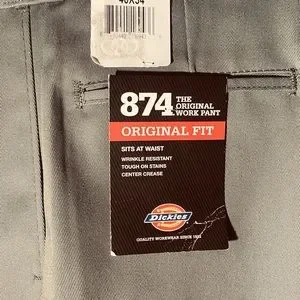 40X34
874 THE
ORIGINAL
WORK PANT
ORIGINAL FIT
SITS AT WAIST
WRINKLE RESISTANT
TOUGH ON STAINS
CENTER CREASE
Dickies
QUALITY WORKWEAR SINCE 1922